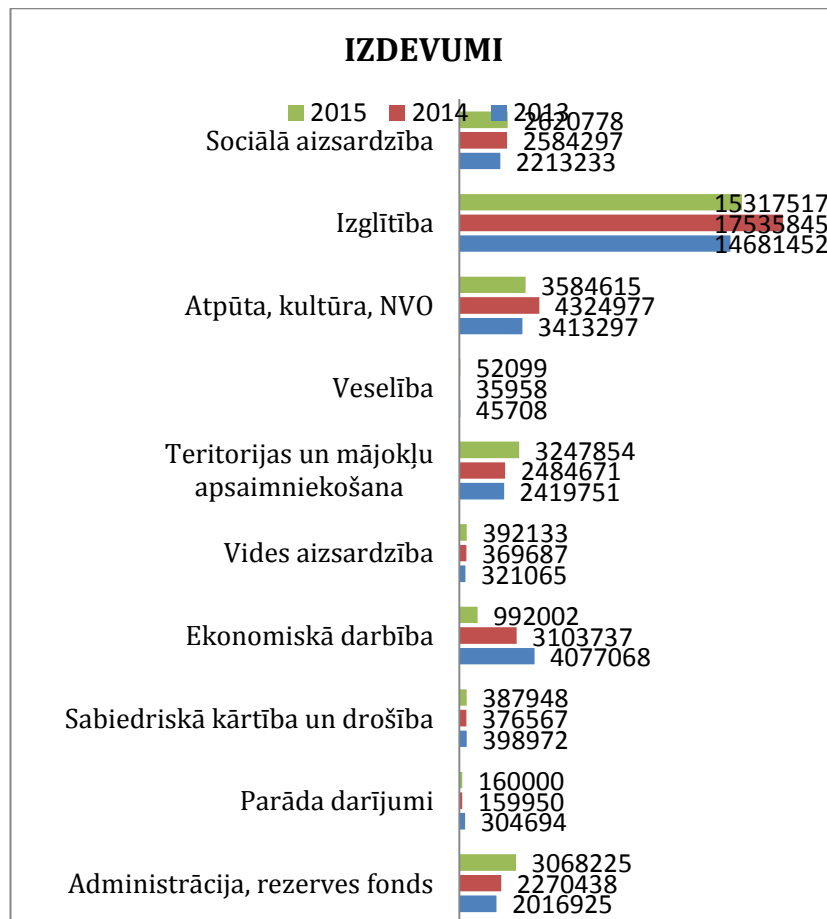 IZDEVUMI
2015 2014 2013
Sociālā aizsardzība
2620778
2584297
2213233
Izglītība
15317517
17535845
14681452
Atpūta, kultūra, NVO
3584615
4324977
3413297
Veselība
52099
35958
45708
Teritorijas un mājokļu
apsaimniekošana
3247854
2484671
2419751
Vides aizsardzība
392133
369687
321065
Ekonomiskā darbība
992002
3103737
4077068
Sabiedriskā kārtība un drošība
387948
376567
398972
Parāda darījumi
160000
159950
304694
Administrācija, rezerves fonds
3068225
2270438
2016925